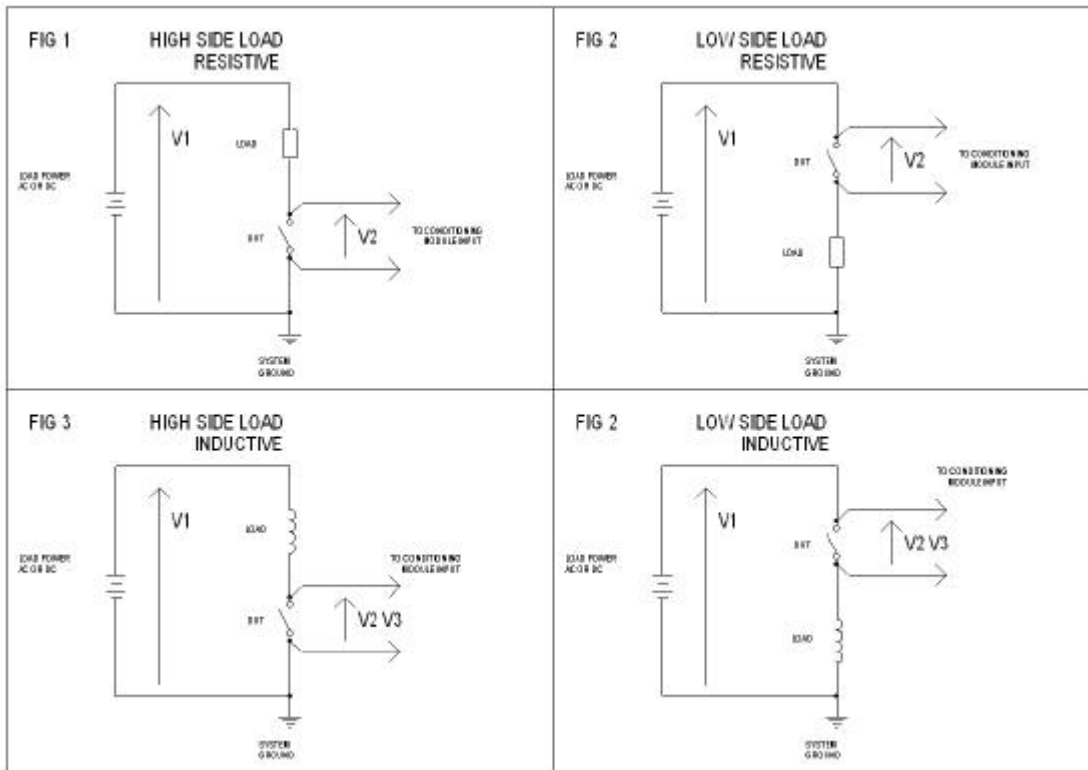 FIG 1
HIGH SIDE LOAD
RESISTIVE
V1
LOAD
LOAD POWER
AC OR DC
DUT
V2
TO CONDITIONING
MODULE INPUT
SYSTEM
GROUND
FIG 2
LOW SIDE LOAD
RESISTIVE
V1
DUT
V2
TO CONDITIONING
MODULE INPUT
LOAD POWER
AC OR DC
LOAD
SYSTEM
GROUND
FIG 3
HIGH SIDE LOAD
INDUCTIVE
V1
LOAD
LOAD POWER
AC OR DC
TO CONDITIONING
MODULE INPUT
DUT
V2 V3
SYSTEM
GROUND
FIG 2
LOW SIDE LOAD
INDUCTIVE
TO CONDITIONING
MODULE INPUT
V1
DUT
V2 V3
LOAD POWER
AC OR DC
LOAD
SYSTEM
GROUND